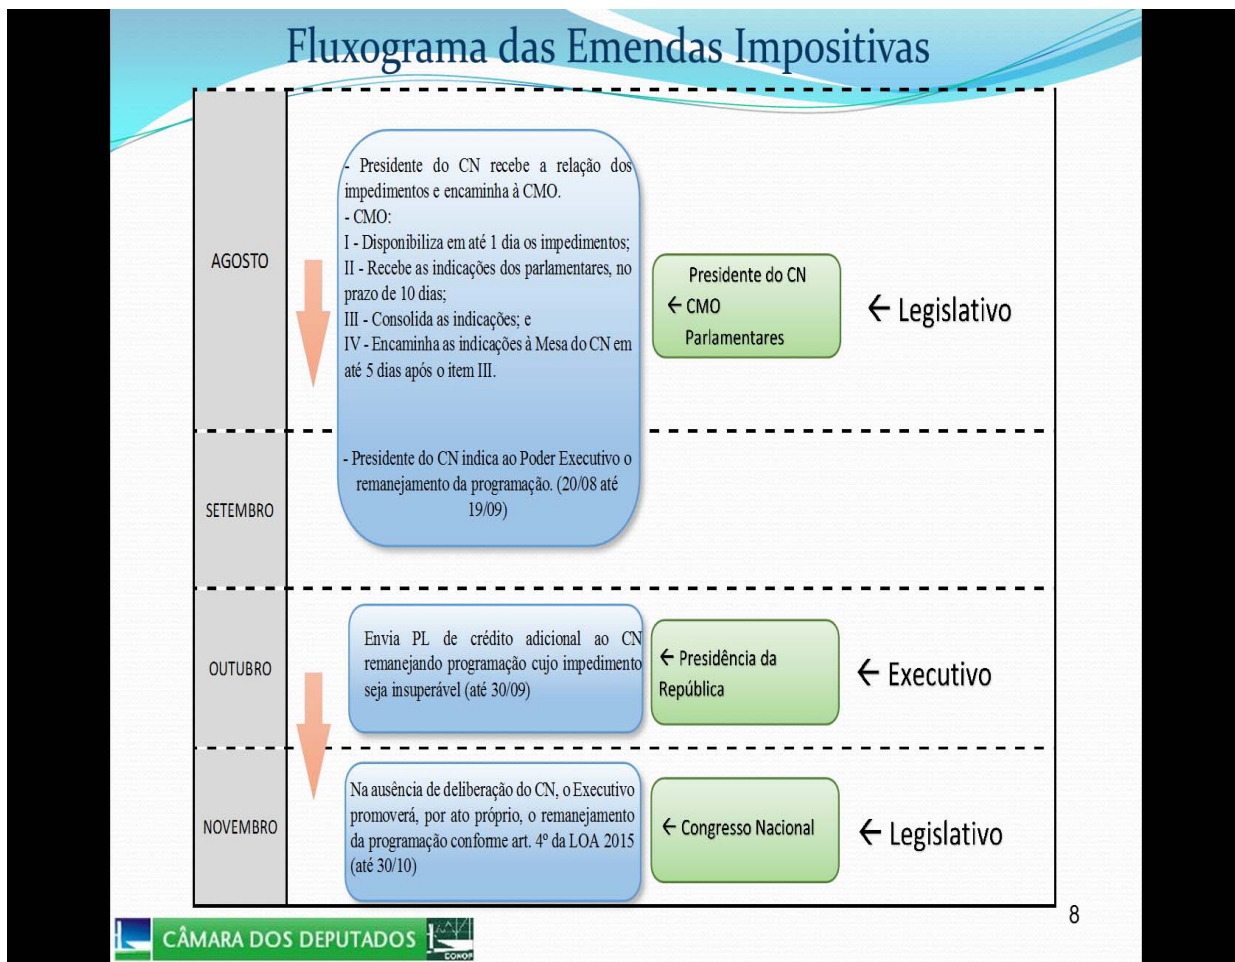 Fluxograma das Emendas Impositivas
AGOSTO
- Presidente do CN recebe a relação dos
impedimentos e encaminha à CMO.
- CMO:
I - Disponibiliza em até 1 dia os impedimentos;
II - Recebe as indicações dos parlamentares, no
prazo de 10 dias;
III - Consolida as indicações; e
IV - Encaminha as indicações à Mesa do CN em
até 5 dias após o item III.
Presidente do CN
← CMO
Parlamentares
← Legislativo
SETEMBRO
- Presidente do CN indica ao Poder Executivo o
remanejamento da programação. (20/08 até
19/09)
OUTUBRO
Envia PL de crédito adicional ao CN
remanejando programação cujo impedimento
seja insuperável (até 30/09)
← Presidência da
República
← Executivo
NOVEMBRO
Na ausência de deliberação do CN, o Executivo
promoverá, por ato próprio, o remanejamento
da programação conforme art. 4º da LOA 2015
(até 30/10)
← Congresso Nacional
← Legislativo
8
CÂMARA DOS DEPUTADOS
CONOF